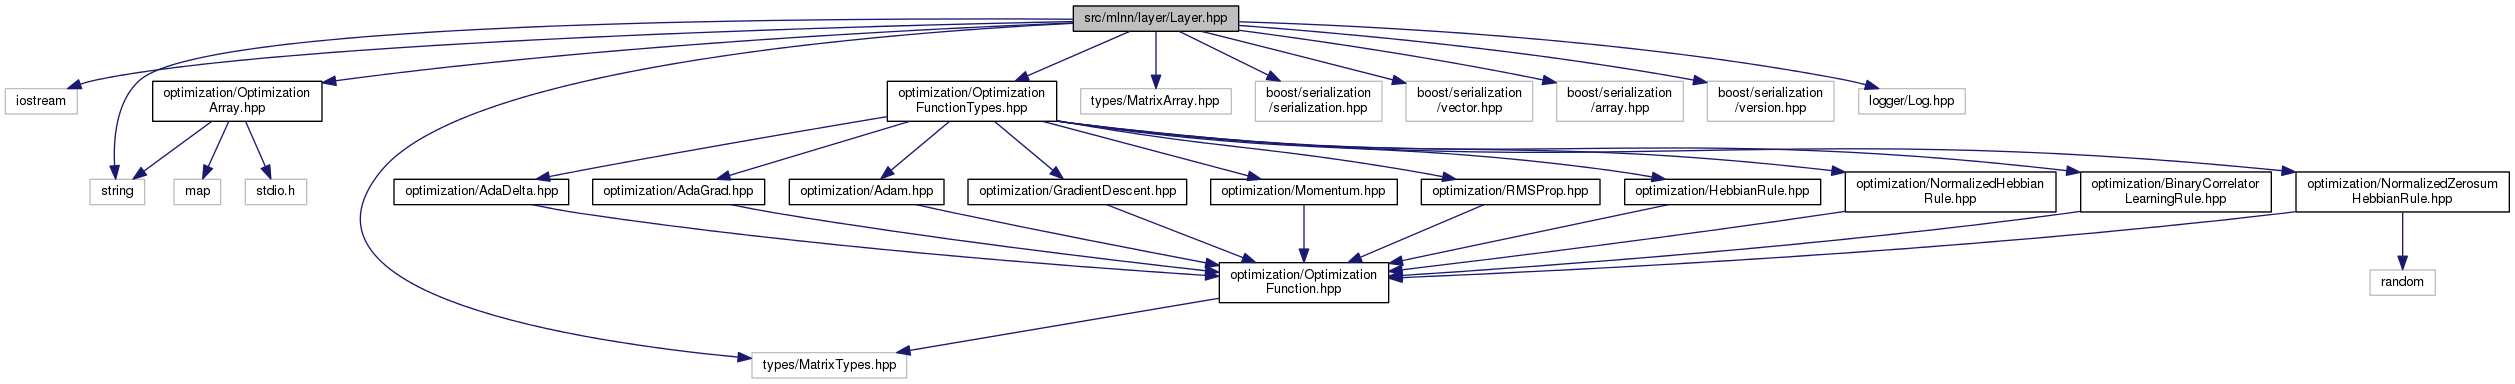 src/mlnn/layer/Layer.hpp
iostream
optimization/Optimization
Array.hpp
optimization/Optimization
FunctionTypes.hpp
types/MatrixArray.hpp
boost/serialization
/serialization.hpp
boost/serialization
/vector.hpp
boost/serialization
/array.hpp
boost/serialization
/version.hpp
logger/Log.hpp
string
map
stdio.h
optimization/AdaDelta.hpp
optimization/AdaGrad.hpp
optimization/Adam.hpp
optimization/GradientDescent.hpp
optimization/Momentum.hpp
optimization/RMSProp.hpp
optimization/HebbianRule.hpp
optimization/NormalizedHebbian
Rule.hpp
optimization/BinaryCorrelator
LearningRule.hpp
optimization/NormalizedZerosum
HebbianRule.hpp
optimization/Optimization
Function.hpp
random
types/MatrixTypes.hpp